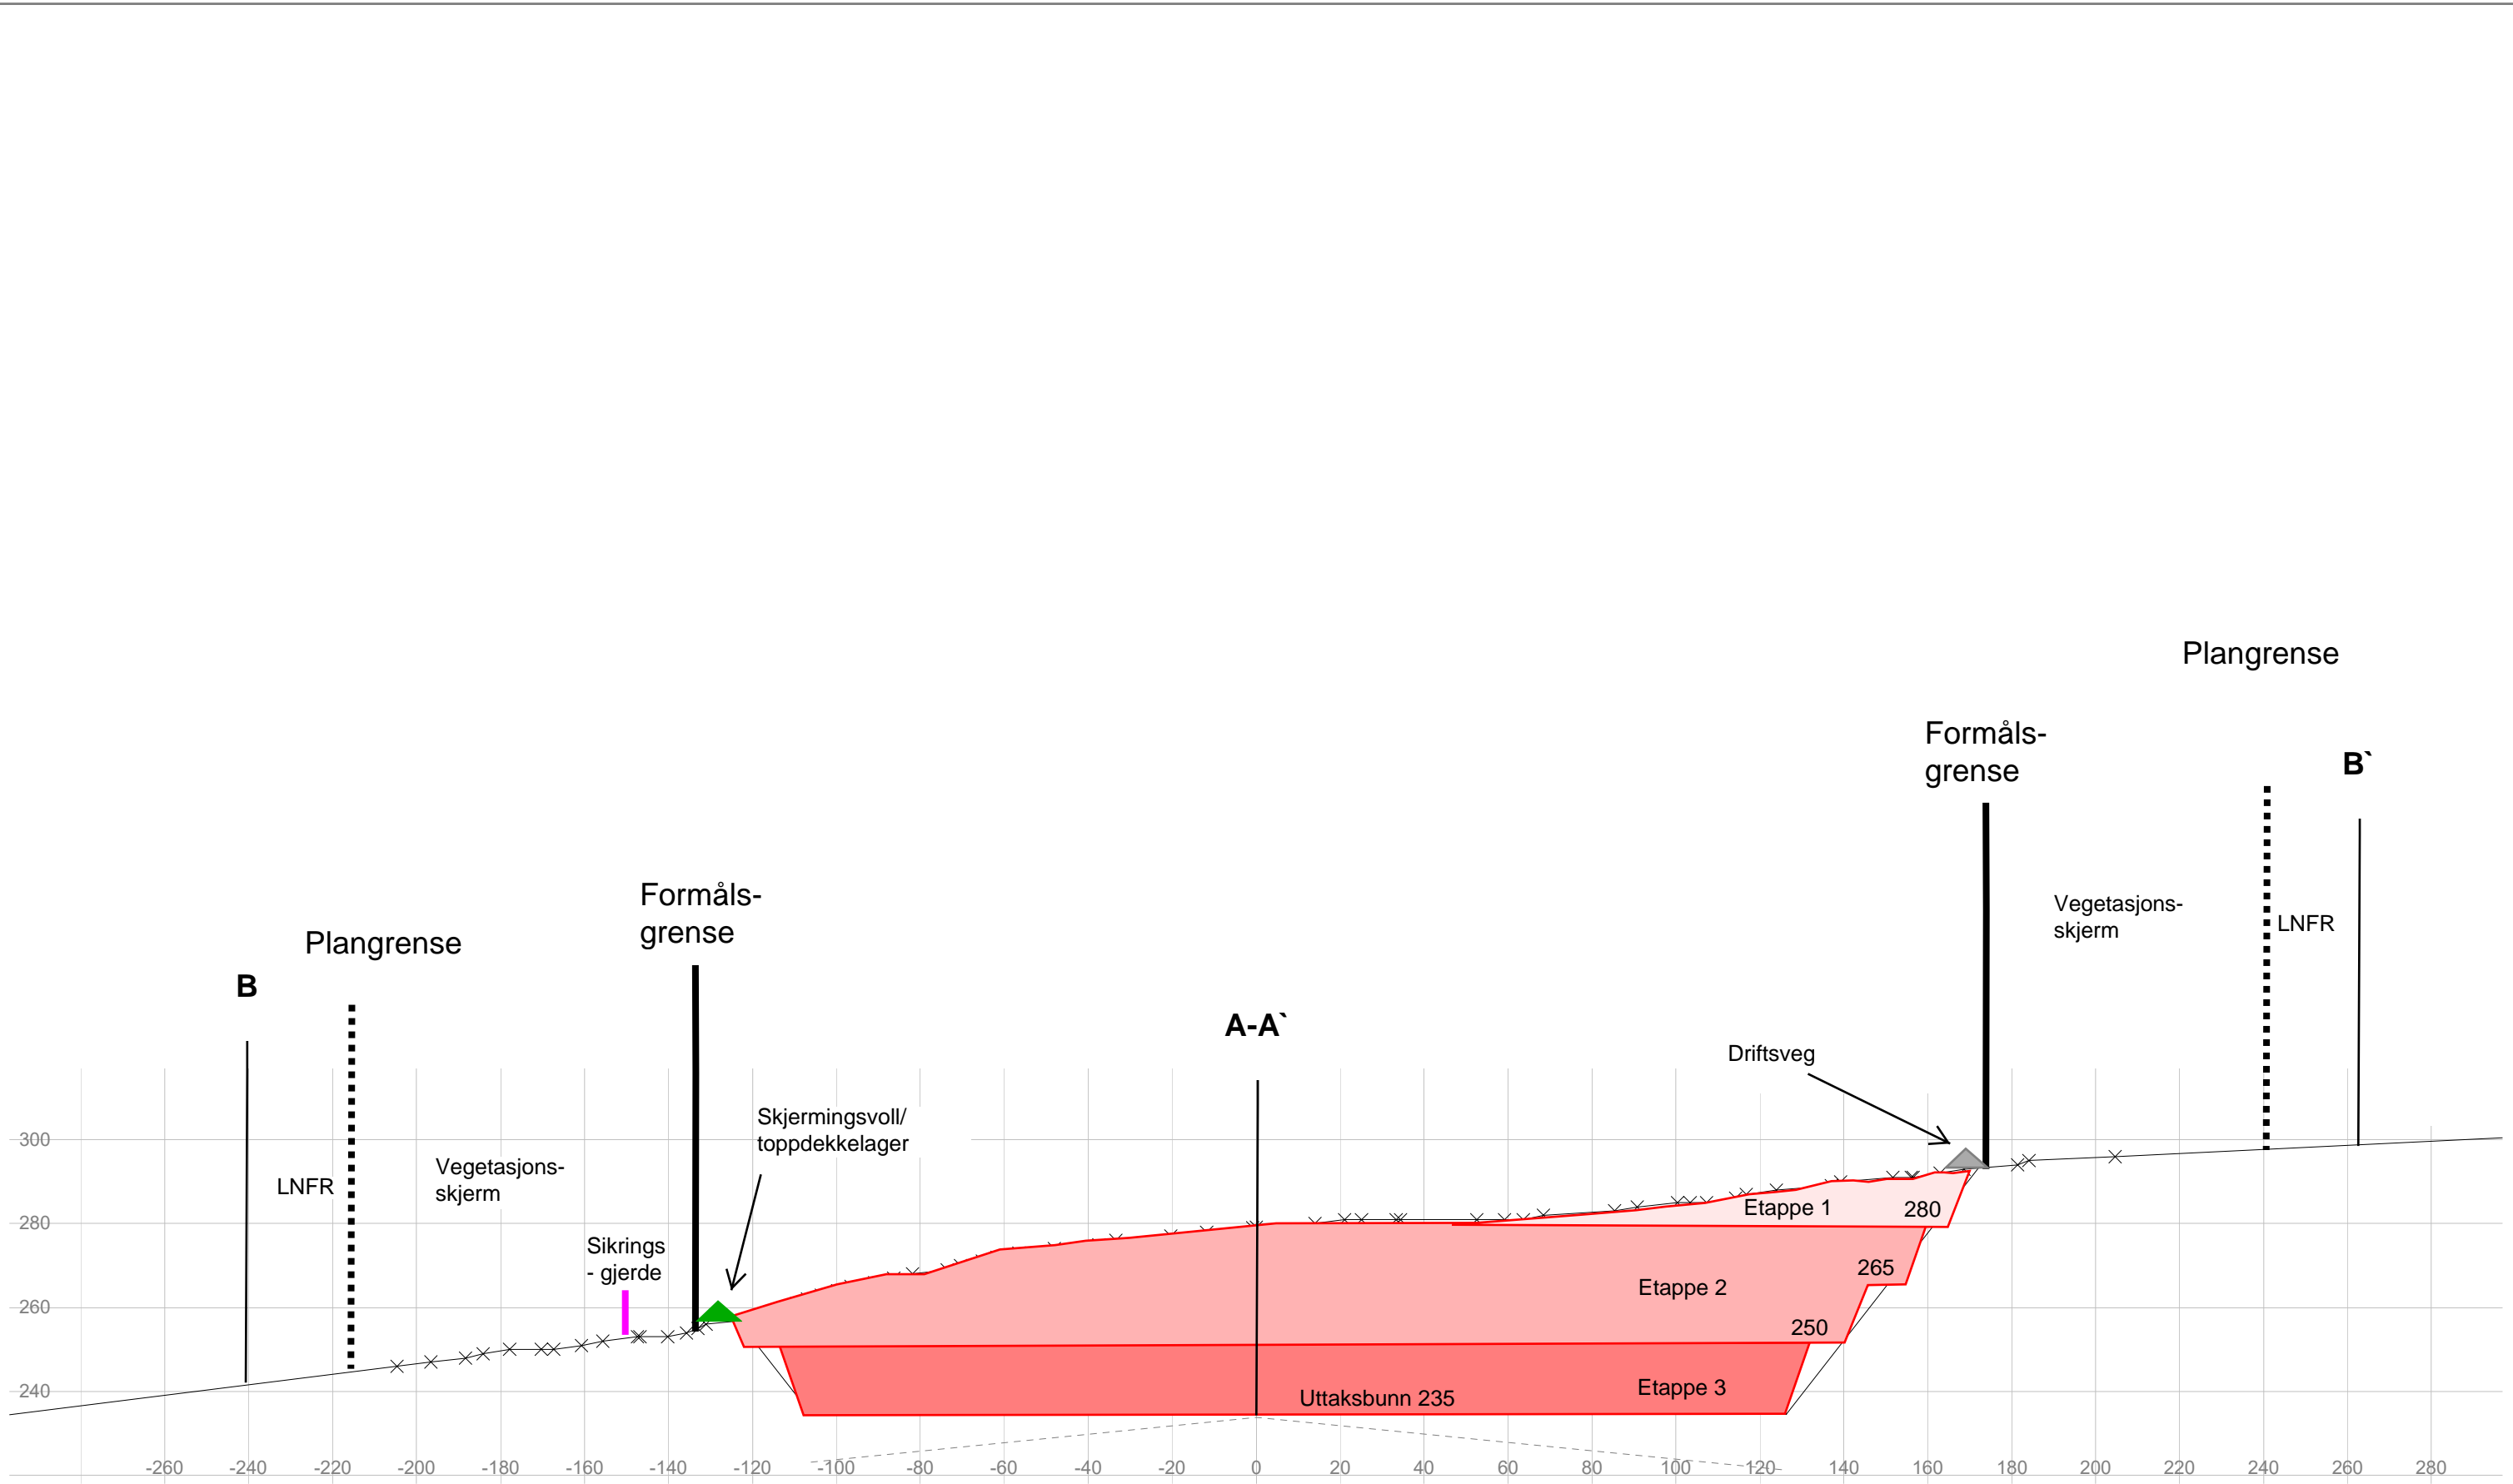 Plangrense
Formåls-
grense
B`
Formåls-
grense
Vegetasjons-
skjerm
LNFR
Plangrense
B
A-A`
Driftsveg
Skjermingsvoll/
toppdekkelager
300
Vegetasjons-
skjerm
LNFR
Etappe 1
280
280
Sikrings
- gjerde
265
Etappe 2
260
250
Etappe 3
240
Uttaksbunn 235
-260 -240 -220 -200 -180 -160 -140 -120 -100 -80 -60 -40 -20 0 20 40 60 80 100 120 140 160 180 200 220 240 260 280